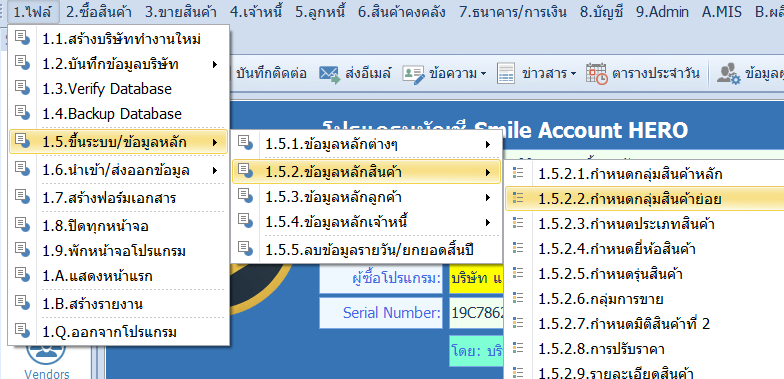 1.ไฟล์ 2.ซื้อสินค้า 3.ขายสินค้า 4.เจ้าหนี้ 5.ลูกหนี้ 6.สินค้าคงคลัง 7.ธนาคาร/การเงิน 8.บัญชี 9.Admin A.MIS
1.1.สร้างบริษัททำงานใหม่
1.2.บันทึกข้อมูลบริษัท
1.3.Verify Database
1.4.Backup Database
1.5.ขึ้นระบบ/ข้อมูลหลัก
1.6.นำเข้า/ส่งออกข้อมูล
1.7.สร้างฟอร์มเอกสาร
1.8.ปิดทุกหน้าจอ
1.9.พักหน้าจอโปรแกรม
1.A.แสดงหน้าแรก
1.B.สร้างรายงาน
1.Q.ออกจากโปรแกรม
บันทึกติดต่อ ส่งอีเมล์ ข้อความ ข่าวสาร ตารางประจำวัน
Smile Account HERO
1.5.1.ข้อมูลหลักต่างๆ
1.5.2.ข้อมูลหลักสินค้า
1.5.3.ข้อมูลหลักลูกค้า
1.5.4.ข้อมูลหลักเจ้าหนี้
1.5.5.ลบข้อมูลรายวัน/ยกยอดสิ้นปี
1.5.2.1.กำหนดกลุ่มสินค้าหลัก
1.5.2.2.กำหนดกลุ่มสินค้าย่อย
1.5.2.3.กำหนดประเภทสินค้า
1.5.2.4.กำหนดยี่ห้อสินค้า
1.5.2.5.กำหนดรุ่นสินค้า
1.5.2.6.กลุ่มการขาย
1.5.2.7.กำหนดมิติสินค้าที่ 2
1.5.2.8.การปรับราคา
1.5.2.9.รายละเอียดสินค้า
ผู้ซื้อโปรแกรม: บริษัท แ
Serial Number: 19C7862
โดย: บริ
Vendors